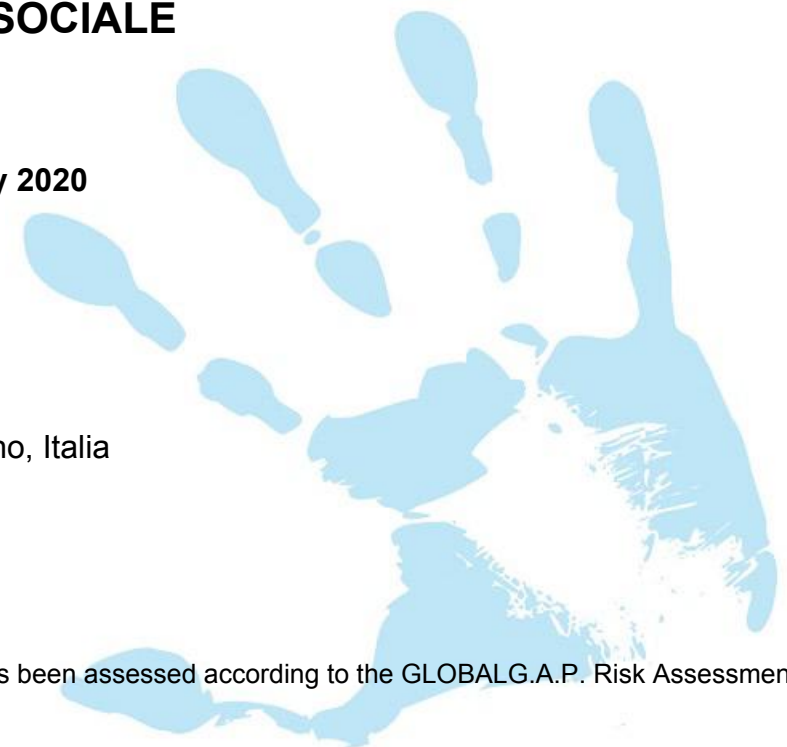 SOCIALE
y 2020
no, Italia
s been assessed according to the GLOBALG.A.P. Risk Assessmen